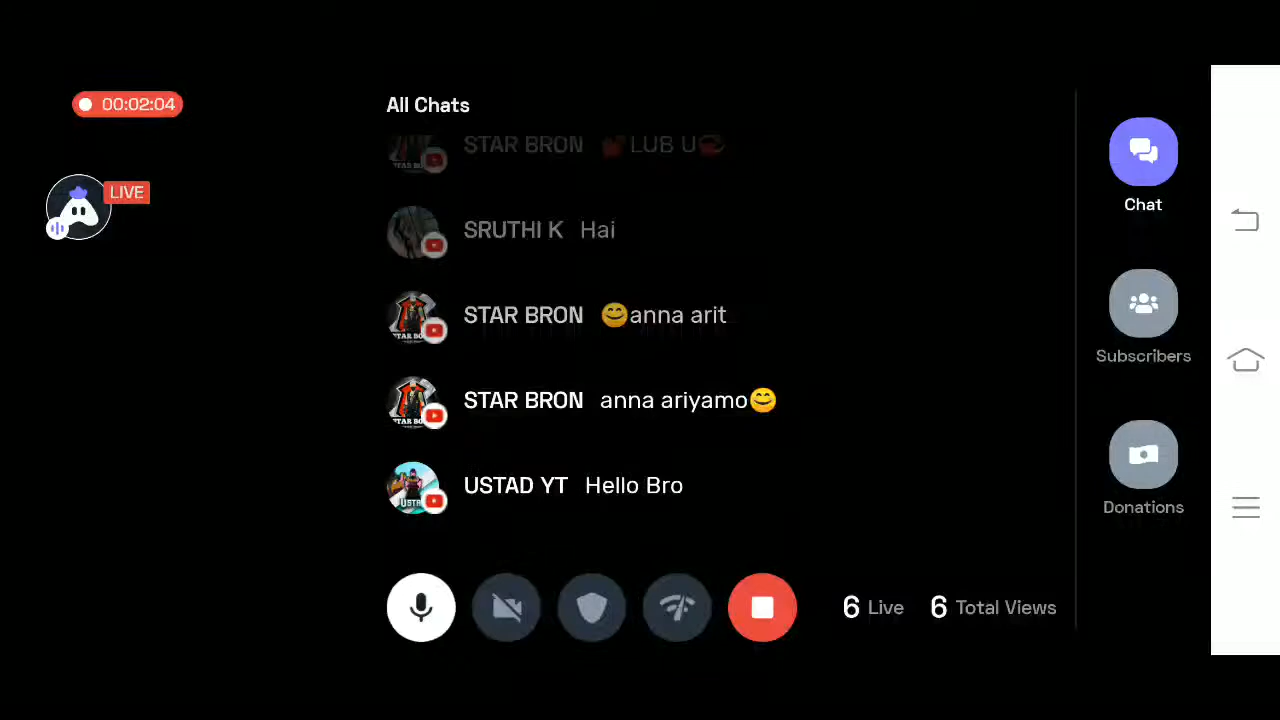 00:02:04
LIVE
All Chats
STAR BRON LUB U
SRUTHI K Hai
STAR BRON 😊anna arit
STAR BRON anna ariyamo😊
USTAD YT Hello Bro
6 Live 6 Total Views
Chat
Subscribers
Donations